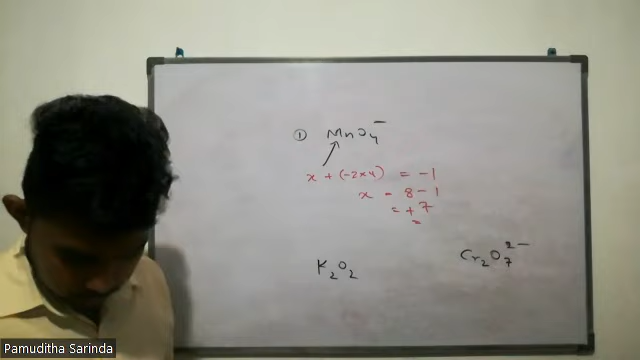 ① MnO₄⁻
x + (-2×4) = -1
x = 8 - 1
= +7
=
K₂O₂
Cr₂O₇²⁻
Pamuditha Sarinda